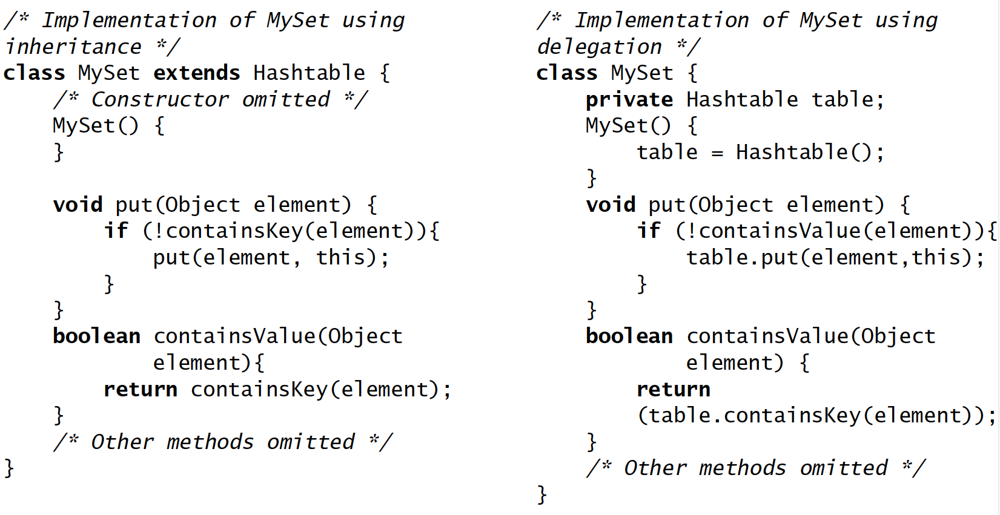 /* Implementation of MySet using
inheritance */
class MySet extends Hashtable {
/* Constructor omitted */
MySet() {
}
void put(Object element) {
if (!containsKey(element)){
put(element, this);
}
}
boolean containsValue(Object
element){
return containsKey(element);
}
/* Other methods omitted */
}
/* Implementation of MySet using
delegation */
class MySet {
private Hashtable table;
MySet() {
table = Hashtable();
}
void put(Object element) {
if (!containsValue(element)){
table.put(element,this);
}
}
boolean containsValue(Object
element) {
return
(table.containsKey(element));
}
/* Other methods omitted */
}